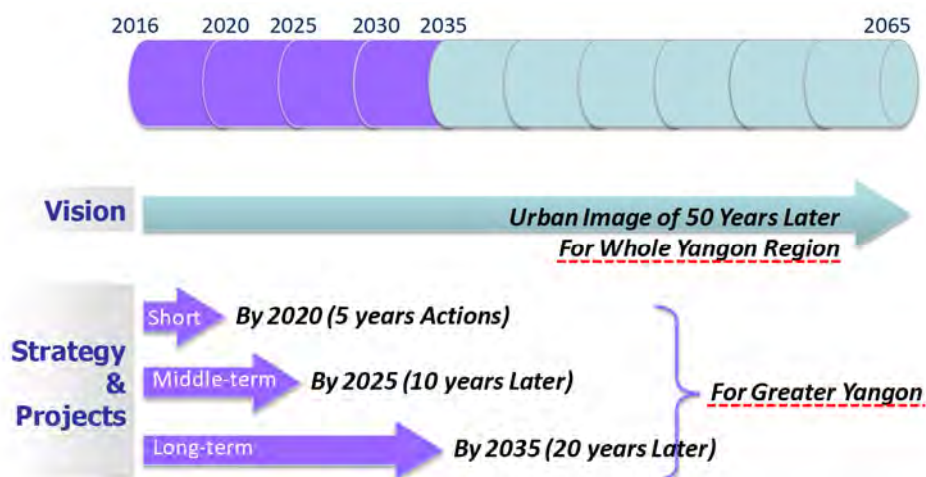 2016 2020 2025 2030 2035 2065
Vision
Urban Image of 50 Years Later
For Whole Yangon Region
Strategy
&
Projects
Short By 2020 (5 years Actions)
Middle-term By 2025 (10 years Later)
Long-term By 2035 (20 years Later)
For Greater Yangon